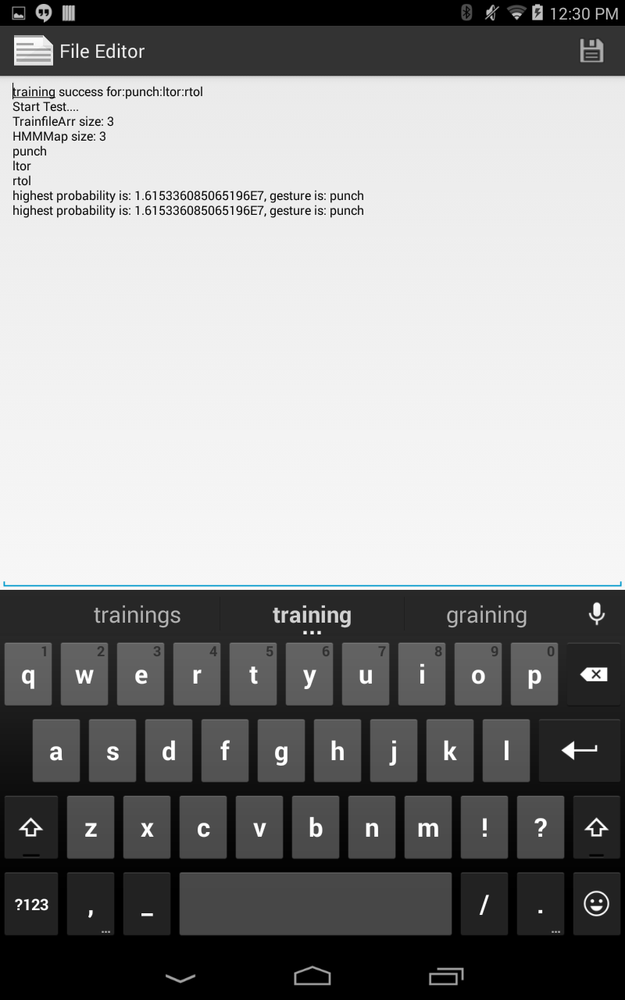 12:30 PM
File Editor
training success for:punch:ltor:rtol
Start Test....
TrainfileArr size: 3
HMMMap size: 3
punch
ltor
rtol
highest probability is: 1.615336085065196E7, gesture is: punch
highest probability is: 1.615336085065196E7, gesture is: punch
trainings training graining
...
1 2 3 4 5 6 7 8 9 0
q w e r t y u i o p
a s d f g h j k l
z x c v b n m ! ?
?123 , ... _ / . ...